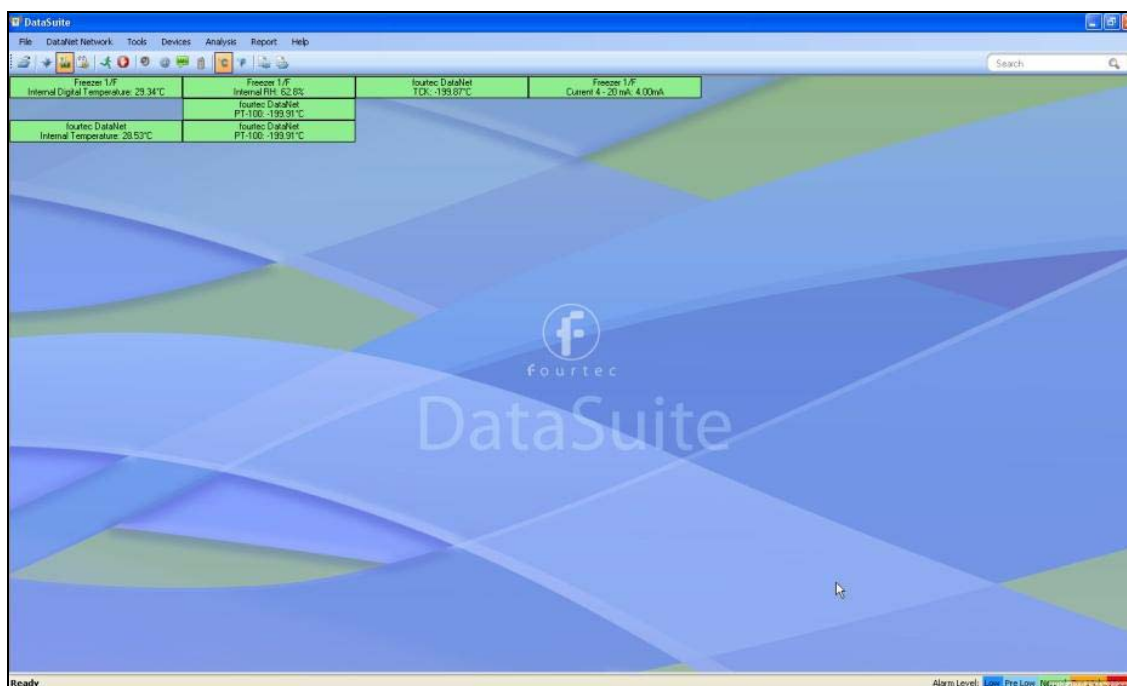 DataSuite
File DataNet Network Tools Devices Analysis Report Help
°C °F
Search
Freezer 1/F
Internal Digital Temperature: 29.34°C
Freezer 1/F
Internal RH: 62.8%
fourtec DataNet
TCK: -199.87°C
Freezer 1/F
Current 4 - 20 mA: 4.00mA
fourtec DataNet
PT-100: -199.91°C
fourtec DataNet
Internal Temperature: 28.53°C
fourtec DataNet
PT-100: -199.91°C
f
fourtec
DataSuite
Ready
Alarm Level: Low Pre Low